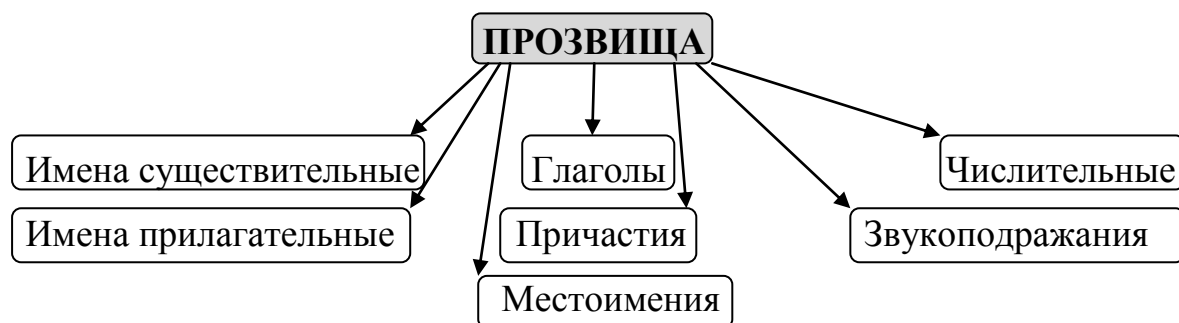 ПРОЗВИЩА
Имена существительные
Глаголы
Числительные
Имена прилагательные
Причастия
Звукоподражания
Местоимения